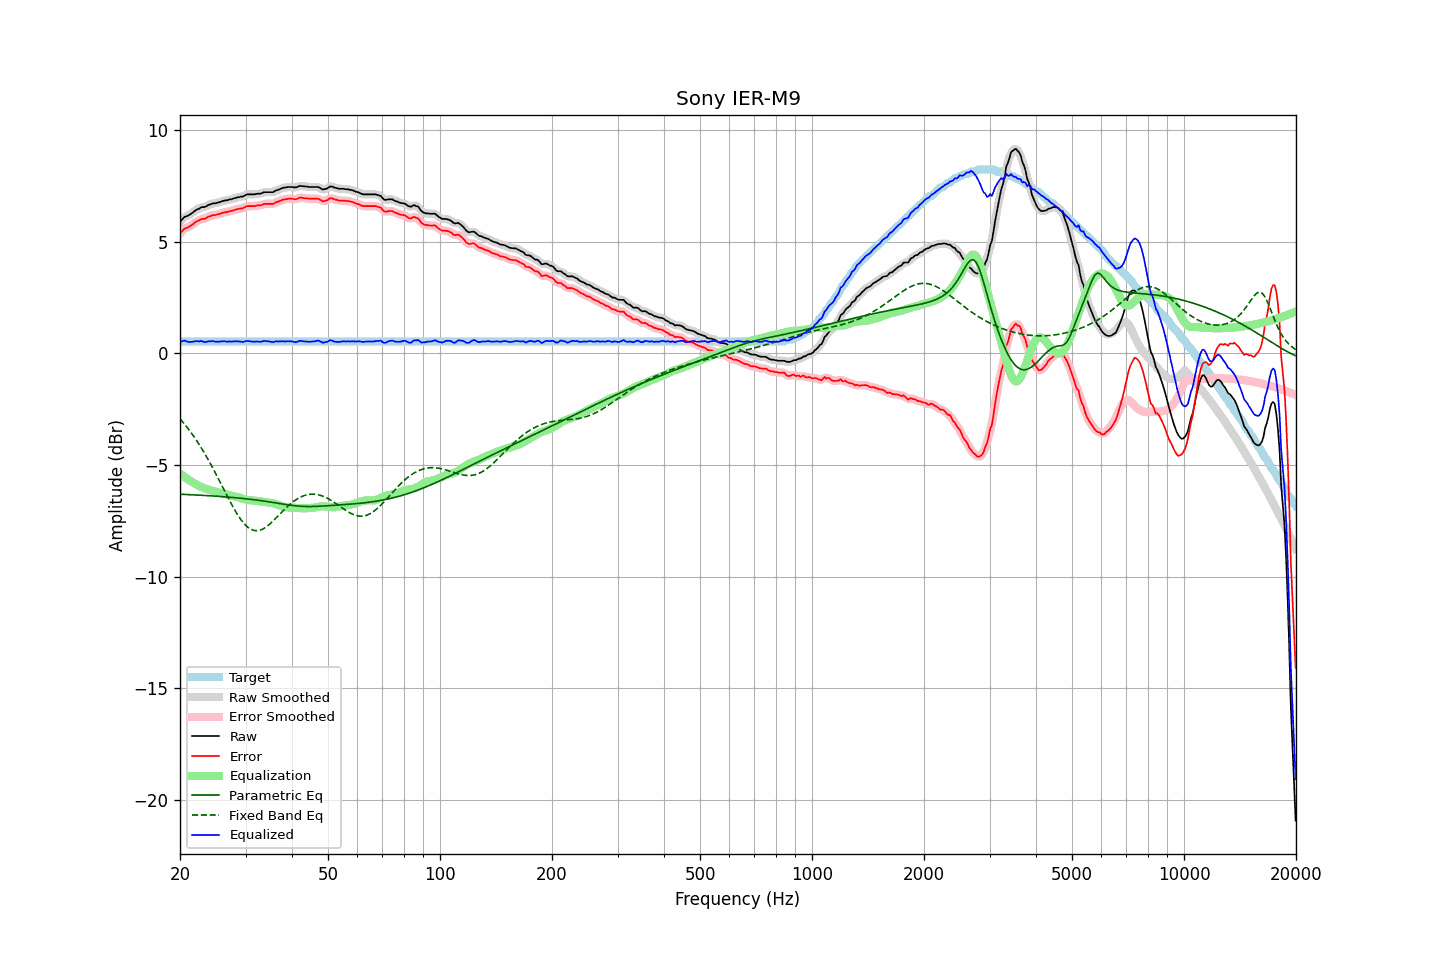 Sony IER-M9
Amplitude (dBr)
10
5
0
−5
−10
−15
−20
Target
Raw Smoothed
Error Smoothed
Raw
Error
Equalization
Parametric Eq
Fixed Band Eq
Equalized
20 50 100 200 500 1000 2000 5000 10000 20000
Frequency (Hz)